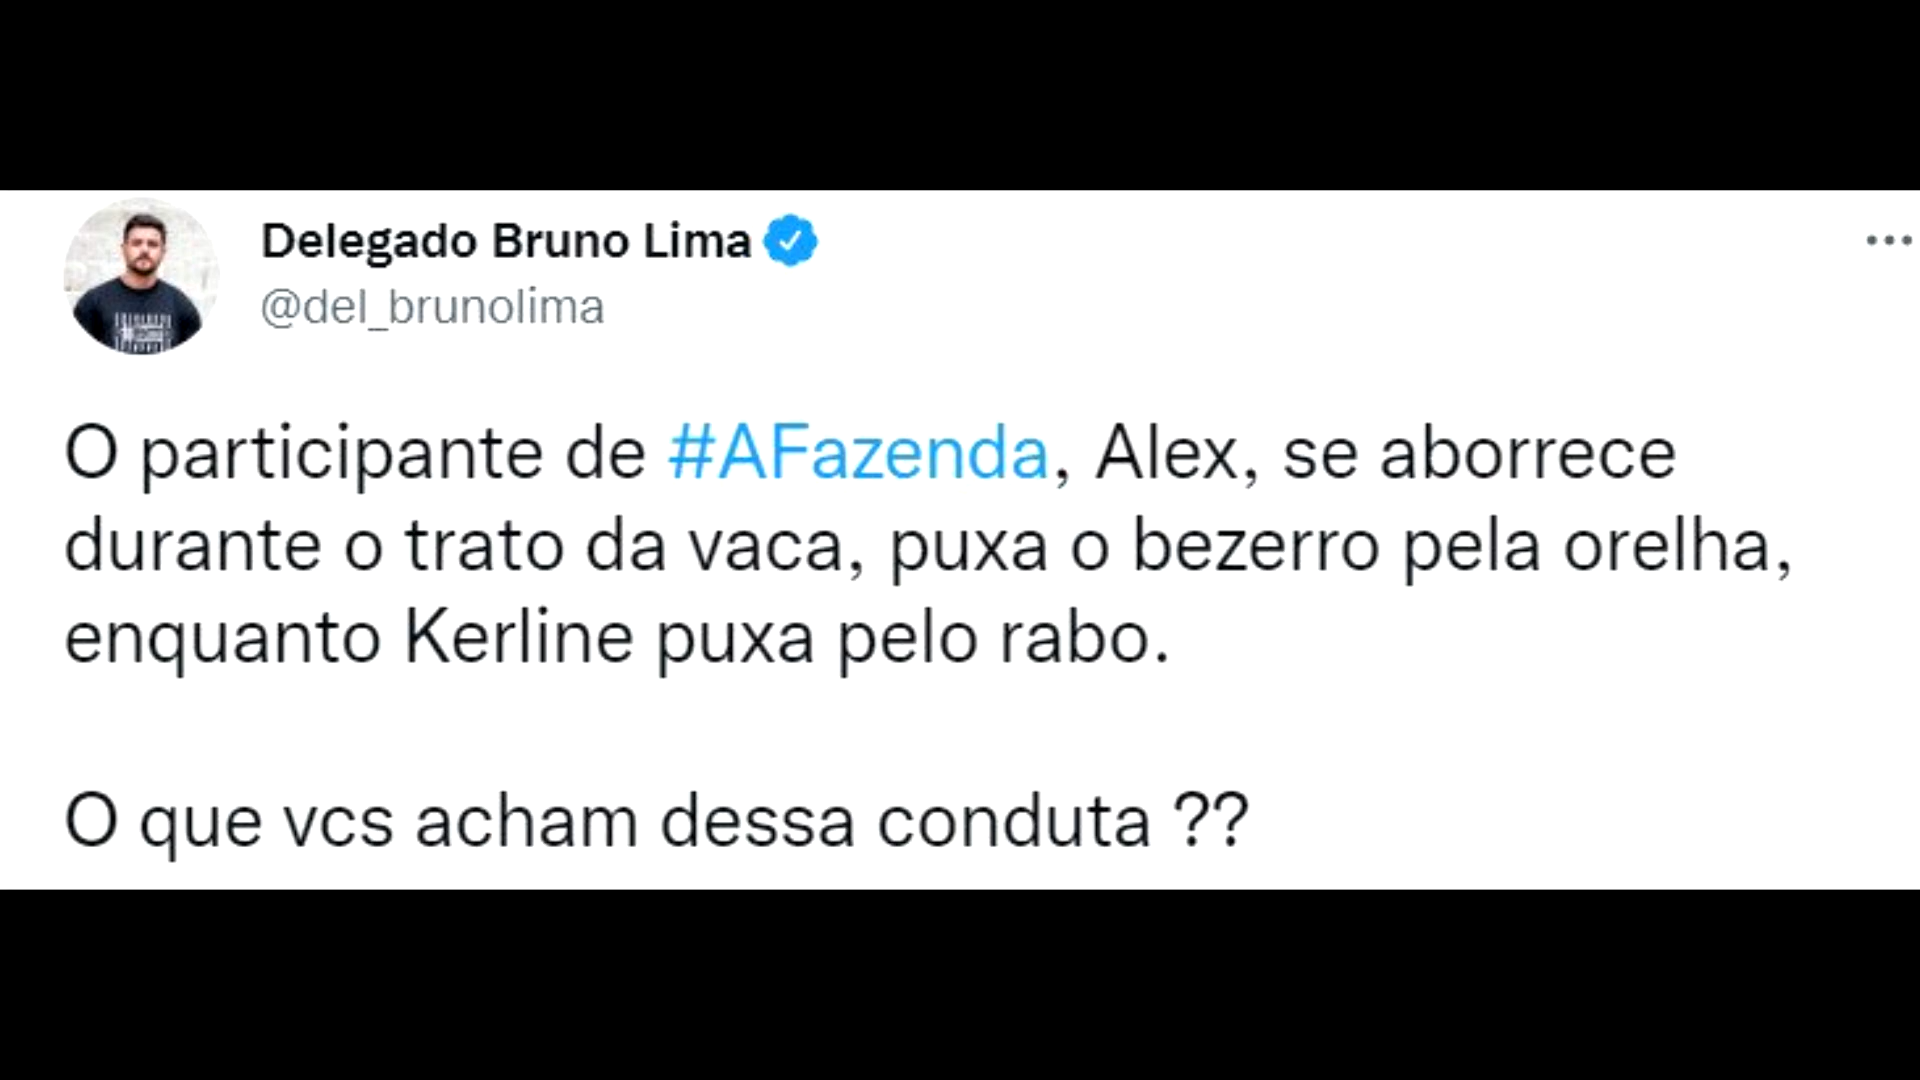 Delegado Bruno Lima
@del_brunolima
O participante de #AFazenda, Alex, se aborrece
durante o trato da vaca, puxa o bezerro pela orelha,
enquanto Kerline puxa pelo rabo.
O que vcs acham dessa conduta ??